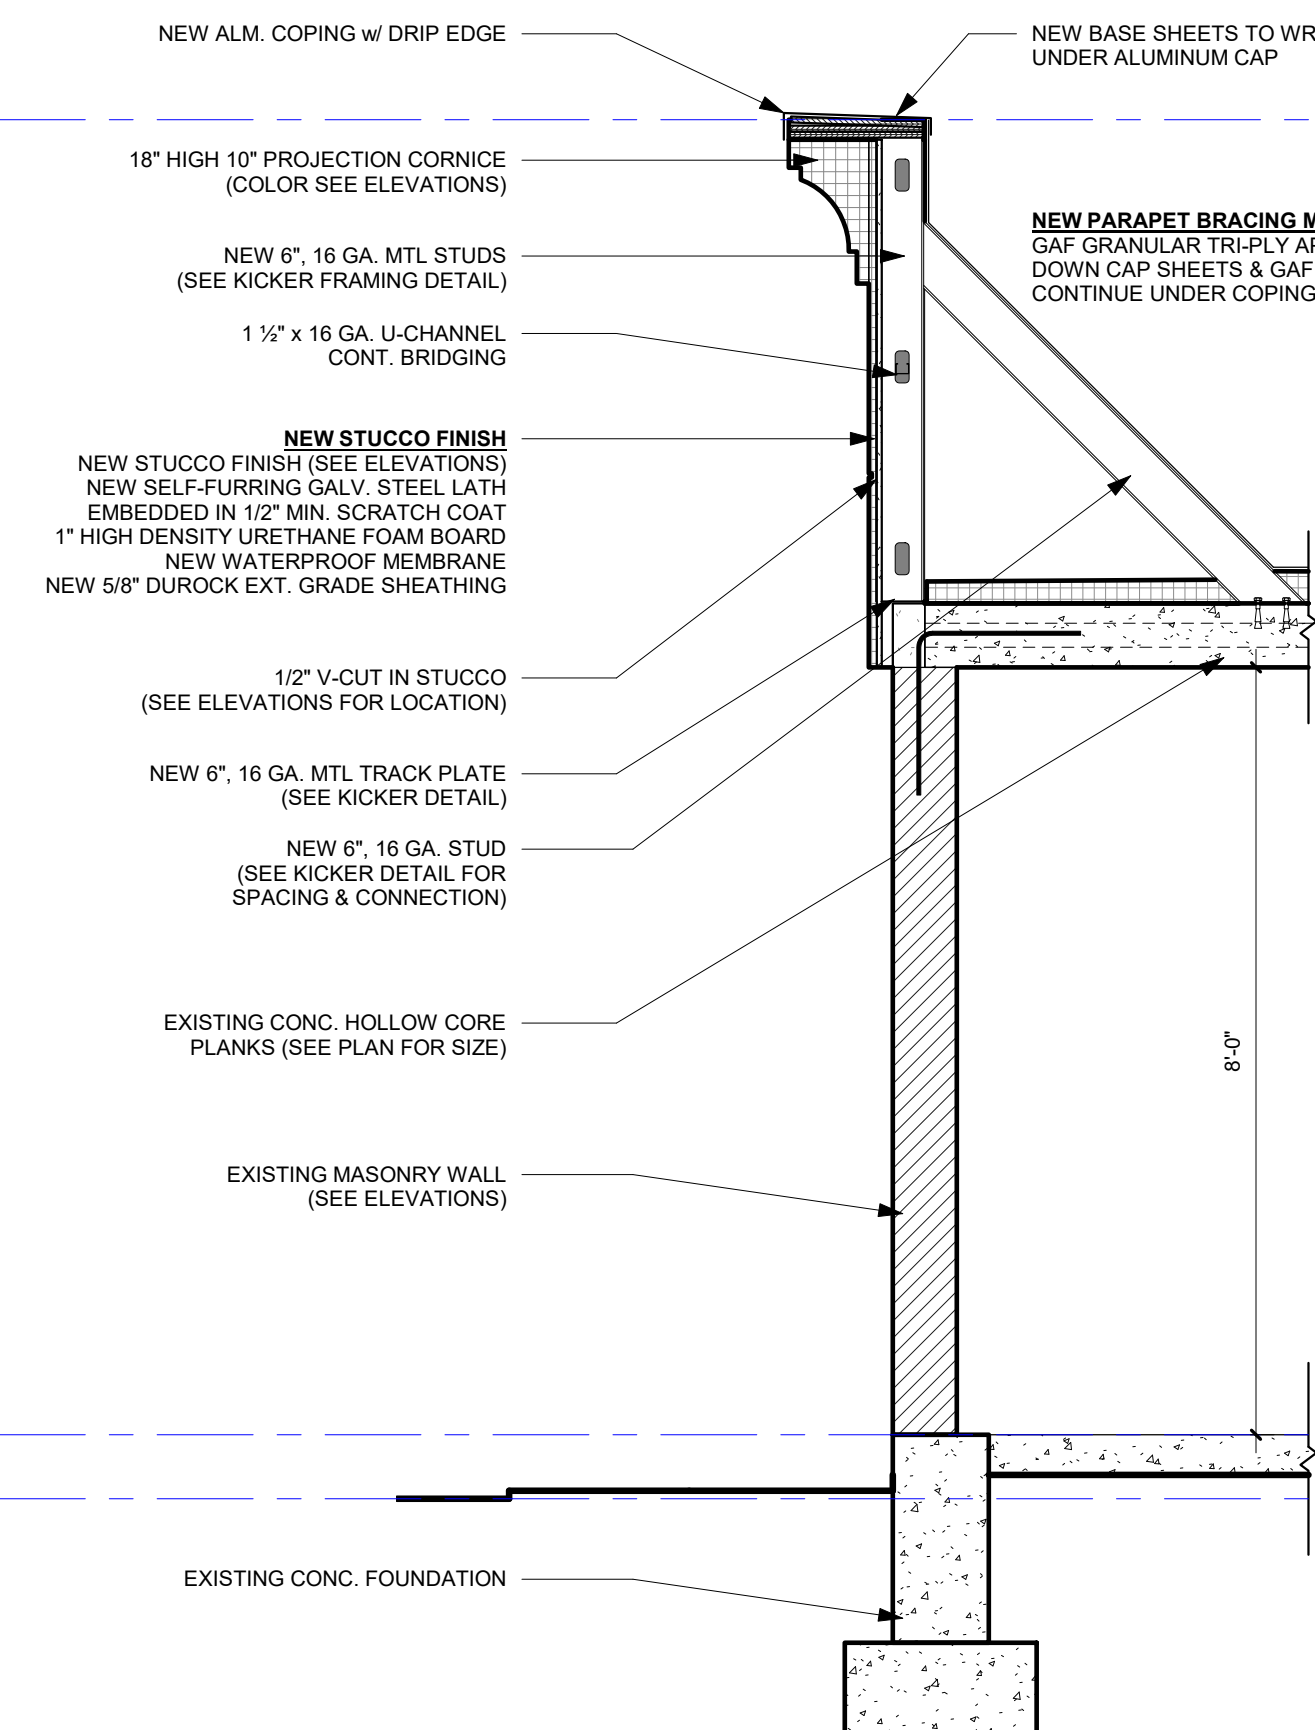 NEW ALM. COPING w/ DRIP EDGE
NEW BASE SHEETS TO
UNDER ALUMINUM CAP
18" HIGH 10" PROJECTION CORNICE
(COLOR SEE ELEVATIONS)
NEW PARAPET BRACING
GAF GRANULAR TRI-PLY
DOWN CAP SHEETS & GAF
CONTINUE UNDER COPING
NEW 6", 16 GA. MTL STUDS
(SEE KICKER FRAMING DETAIL)
1 ½" x 16 GA. U-CHANNEL
CONT. BRIDGING
NEW STUCCO FINISH
NEW STUCCO FINISH (SEE ELEVATIONS)
NEW SELF-FURRING GALV. STEEL LATH
EMBEDDED IN 1/2" MIN. SCRATCH COAT
1" HIGH DENSITY URETHANE FOAM BOARD
NEW WATERPROOF MEMBRANE
NEW 5/8" DUROCK EXT. GRADE SHEATHING
1/2" V-CUT IN STUCCO
(SEE ELEVATIONS FOR LOCATION)
NEW 6", 16 GA. MTL TRACK PLATE
(SEE KICKER DETAIL)
NEW 6", 16 GA. STUD
(SEE KICKER DETAIL FOR
SPACING & CONNECTION)
EXISTING CONC. HOLLOW CORE
PLANKS (SEE PLAN FOR SIZE)
8'-0"
EXISTING MASONRY WALL
(SEE ELEVATIONS)
EXISTING CONC. FOUNDATION